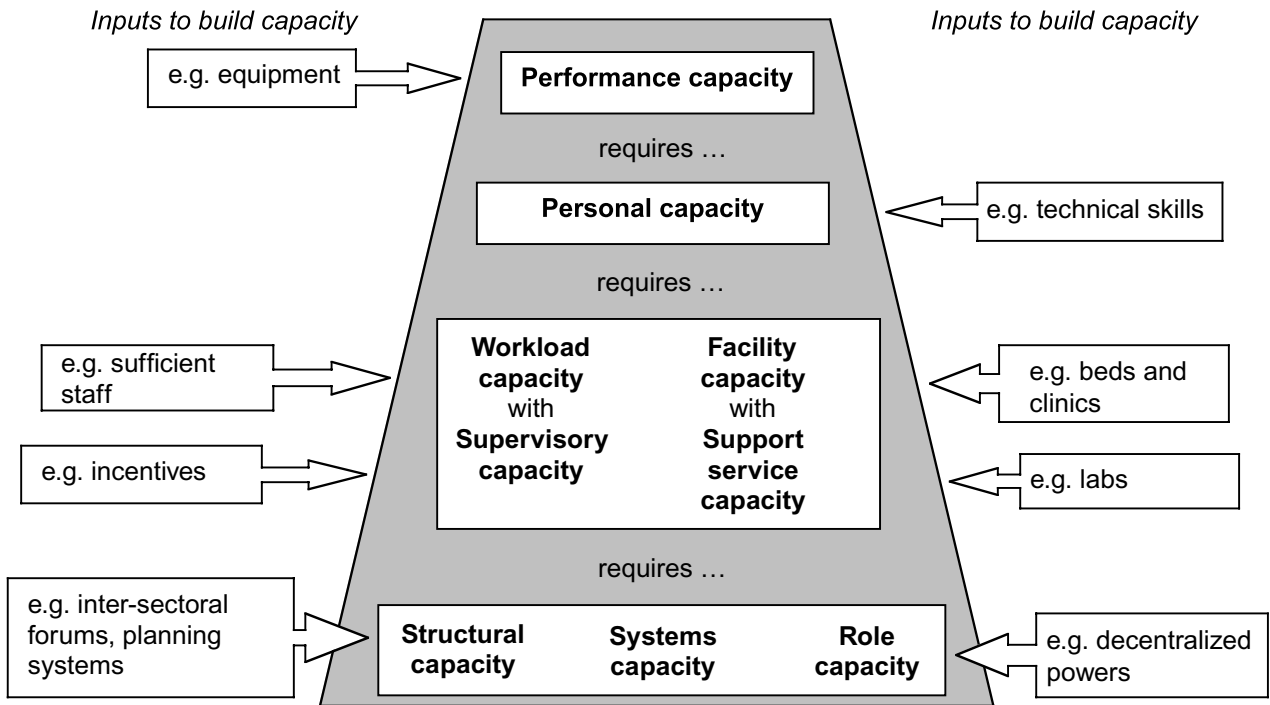 Inputs to build capacity
Inputs to build capacity
e.g. equipment
Performance capacity
requires …
Personal capacity
e.g. technical skills
requires …
e.g. sufficient
staff
Workload
capacity
with
Supervisory
capacity
Facility
capacity
with
Support
service
capacity
e.g. beds and
clinics
e.g. incentives
e.g. labs
requires …
e.g. inter-sectoral
forums, planning
systems
Structural
capacity
Systems
capacity
Role
capacity
e.g. decentralized
powers